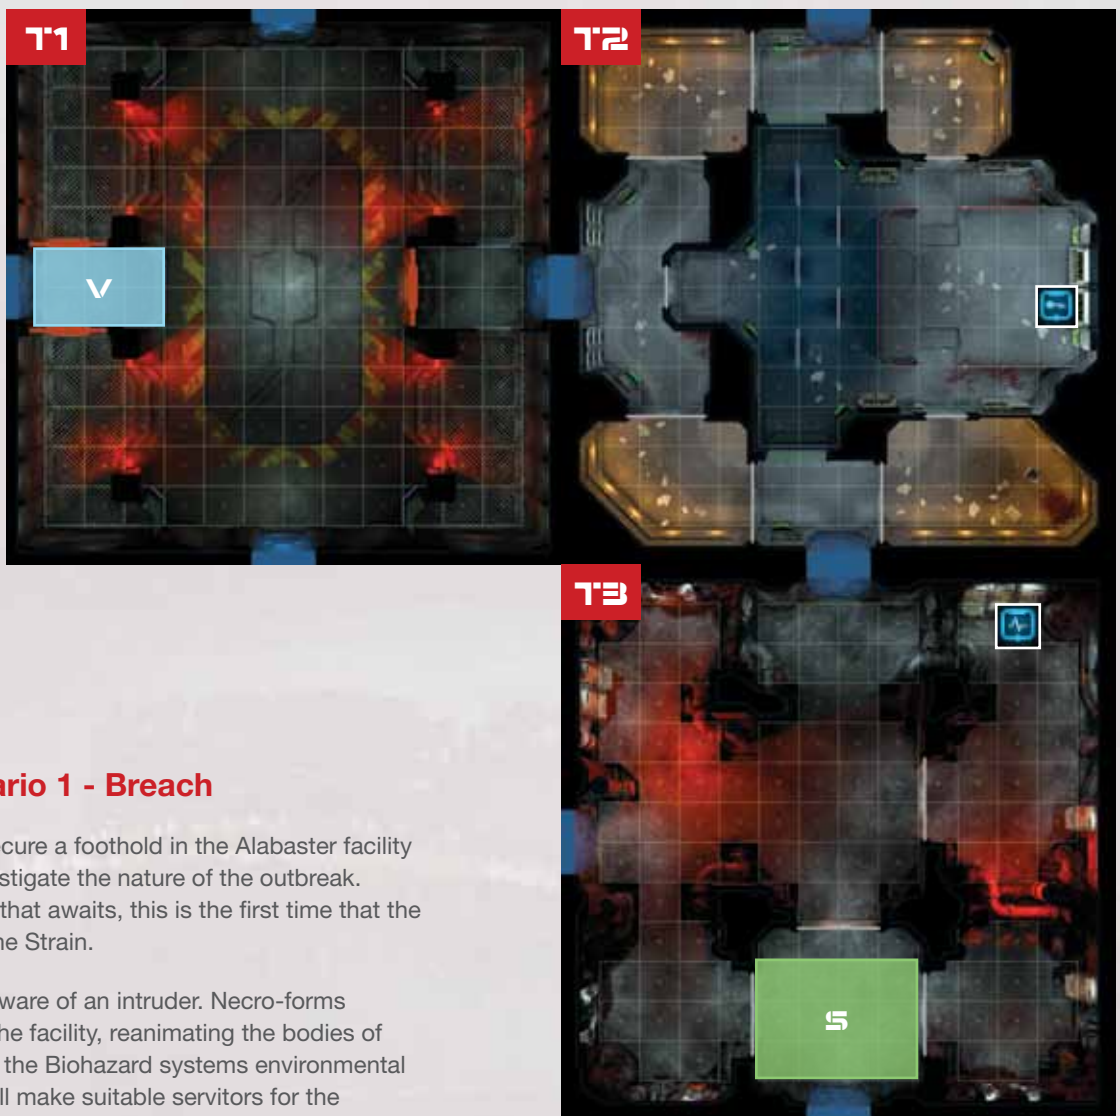 T1
T2
V
T3
ario 1 - Breach
cure a foothold in the Alabaster facility
estigate the nature of the outbreak.
that awaits, this is the first time that the
ne Strain.
ware of an intruder. Necro-forms
he facility, reanimating the bodies of
the Biohazard systems environmental
ll make suitable servitors for the
S